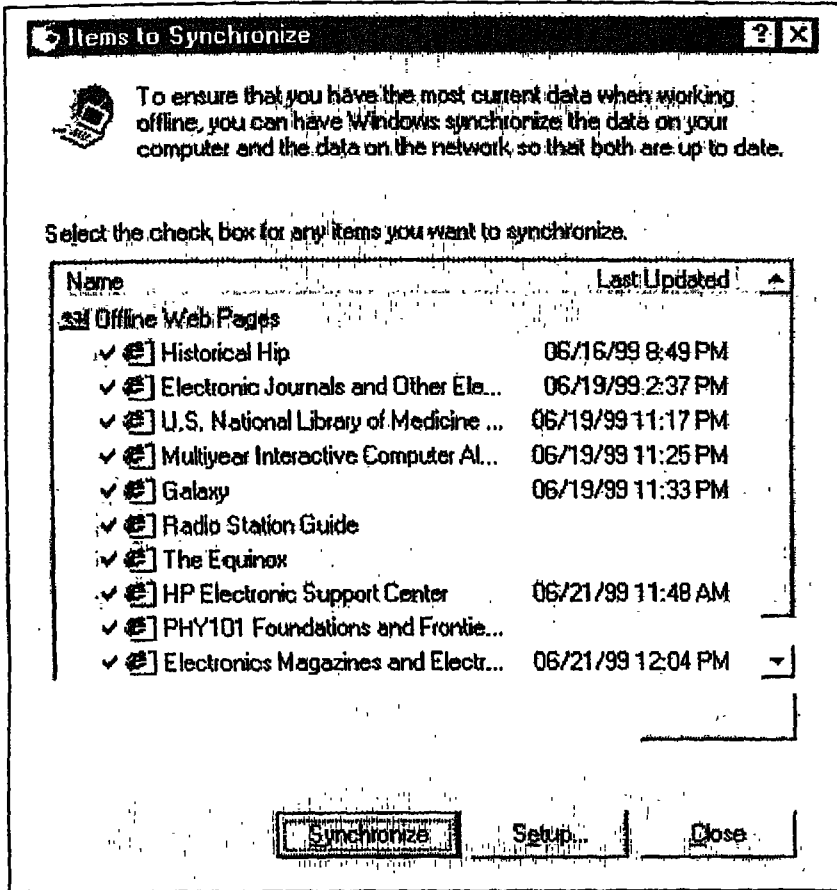 Items to Synchronize
To ensure that you have the most current data when working
offline, you can have Windows synchronize the data on your
computer and the data on the network so that both are up to date.
Select the check box for any items you want to synchronize.
Name Last Updated
Offline Web Pages
Historical Hip 06/16/99 8:49 PM
Electronic Journals and Other Ele... 06/19/99 2:37 PM
U.S. National Library of Medicine ... 06/19/99 11:17 PM
Multiyear Interactive Computer Al... 06/19/99 11:25 PM
Galaxy 06/19/99 11:33 PM
Radio Station Guide
The Equinox
HP Electronic Support Center 06/21/99 11:48 AM
PHY101 Foundations and Frontie...
Electronics Magazines and Electr... 06/21/99 12:04 PM
Synchronize Setup... Close